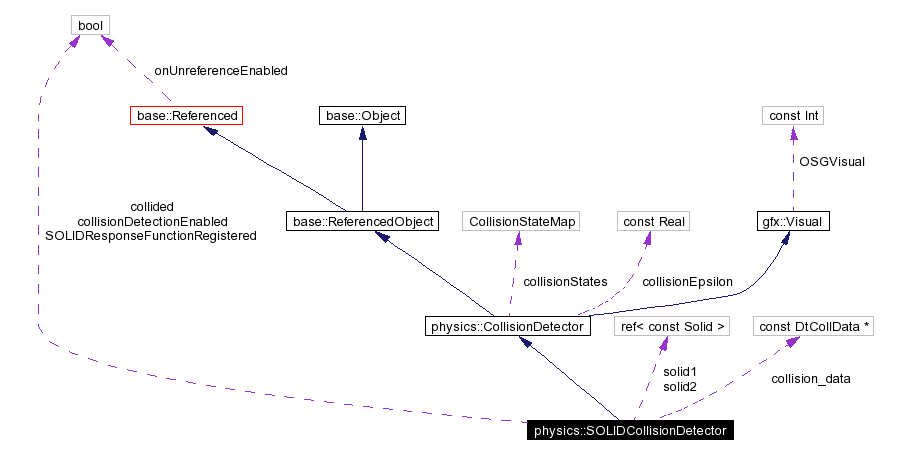 bool
onUnreferenceEnabled
base::Referenced
base::Object
const Int
OSGVisual
collided
collisionDetectionEnabled
SOLIDResponseFunctionRegistered
base::ReferencedObject
CollisionStateMap
const Real
gfx::Visual
collisionStates
collisionEpsilon
physics::CollisionDetector
ref< const Solid >
const DtCollData *
solid1
solid2
collision_data
physics::SOLIDCollisionDetector